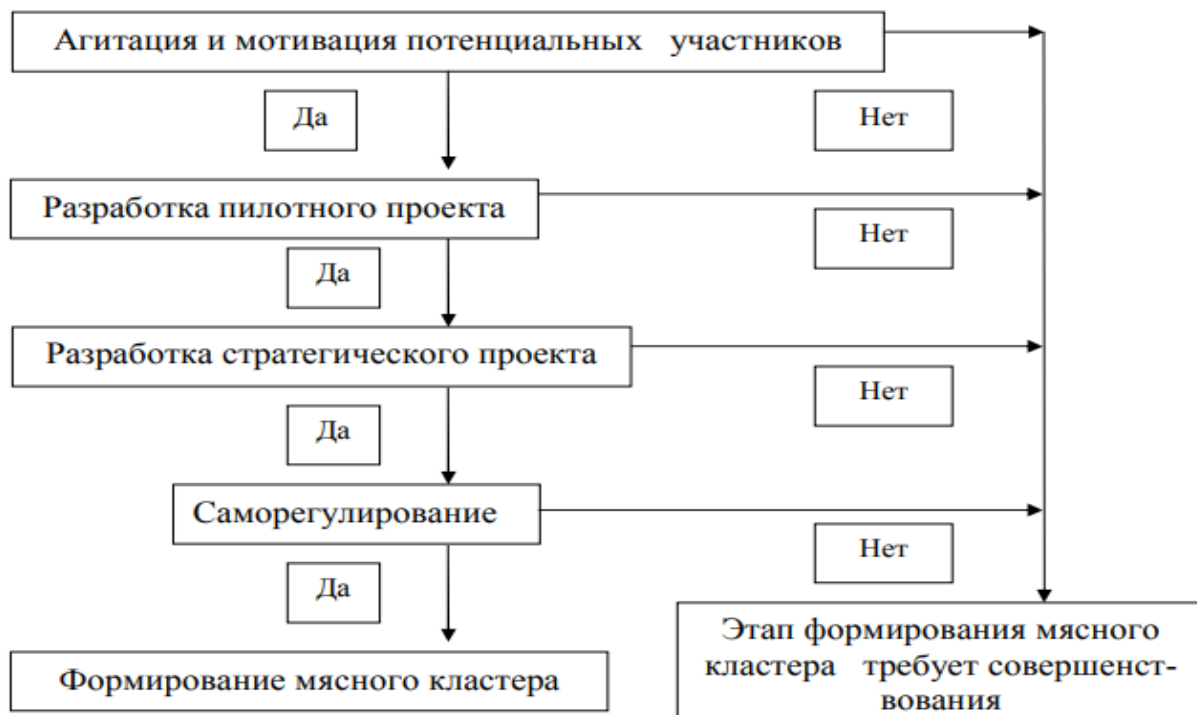 Агитация и мотивация потенциальных участников
Да
Нет
Разработка пилотного проекта
Да
Нет
Разработка стратегического проекта
Да
Нет
Саморегулирование
Да
Нет
Формирование мясного кластера
Этап формирования мясного
кластера требует совершенст-
вования